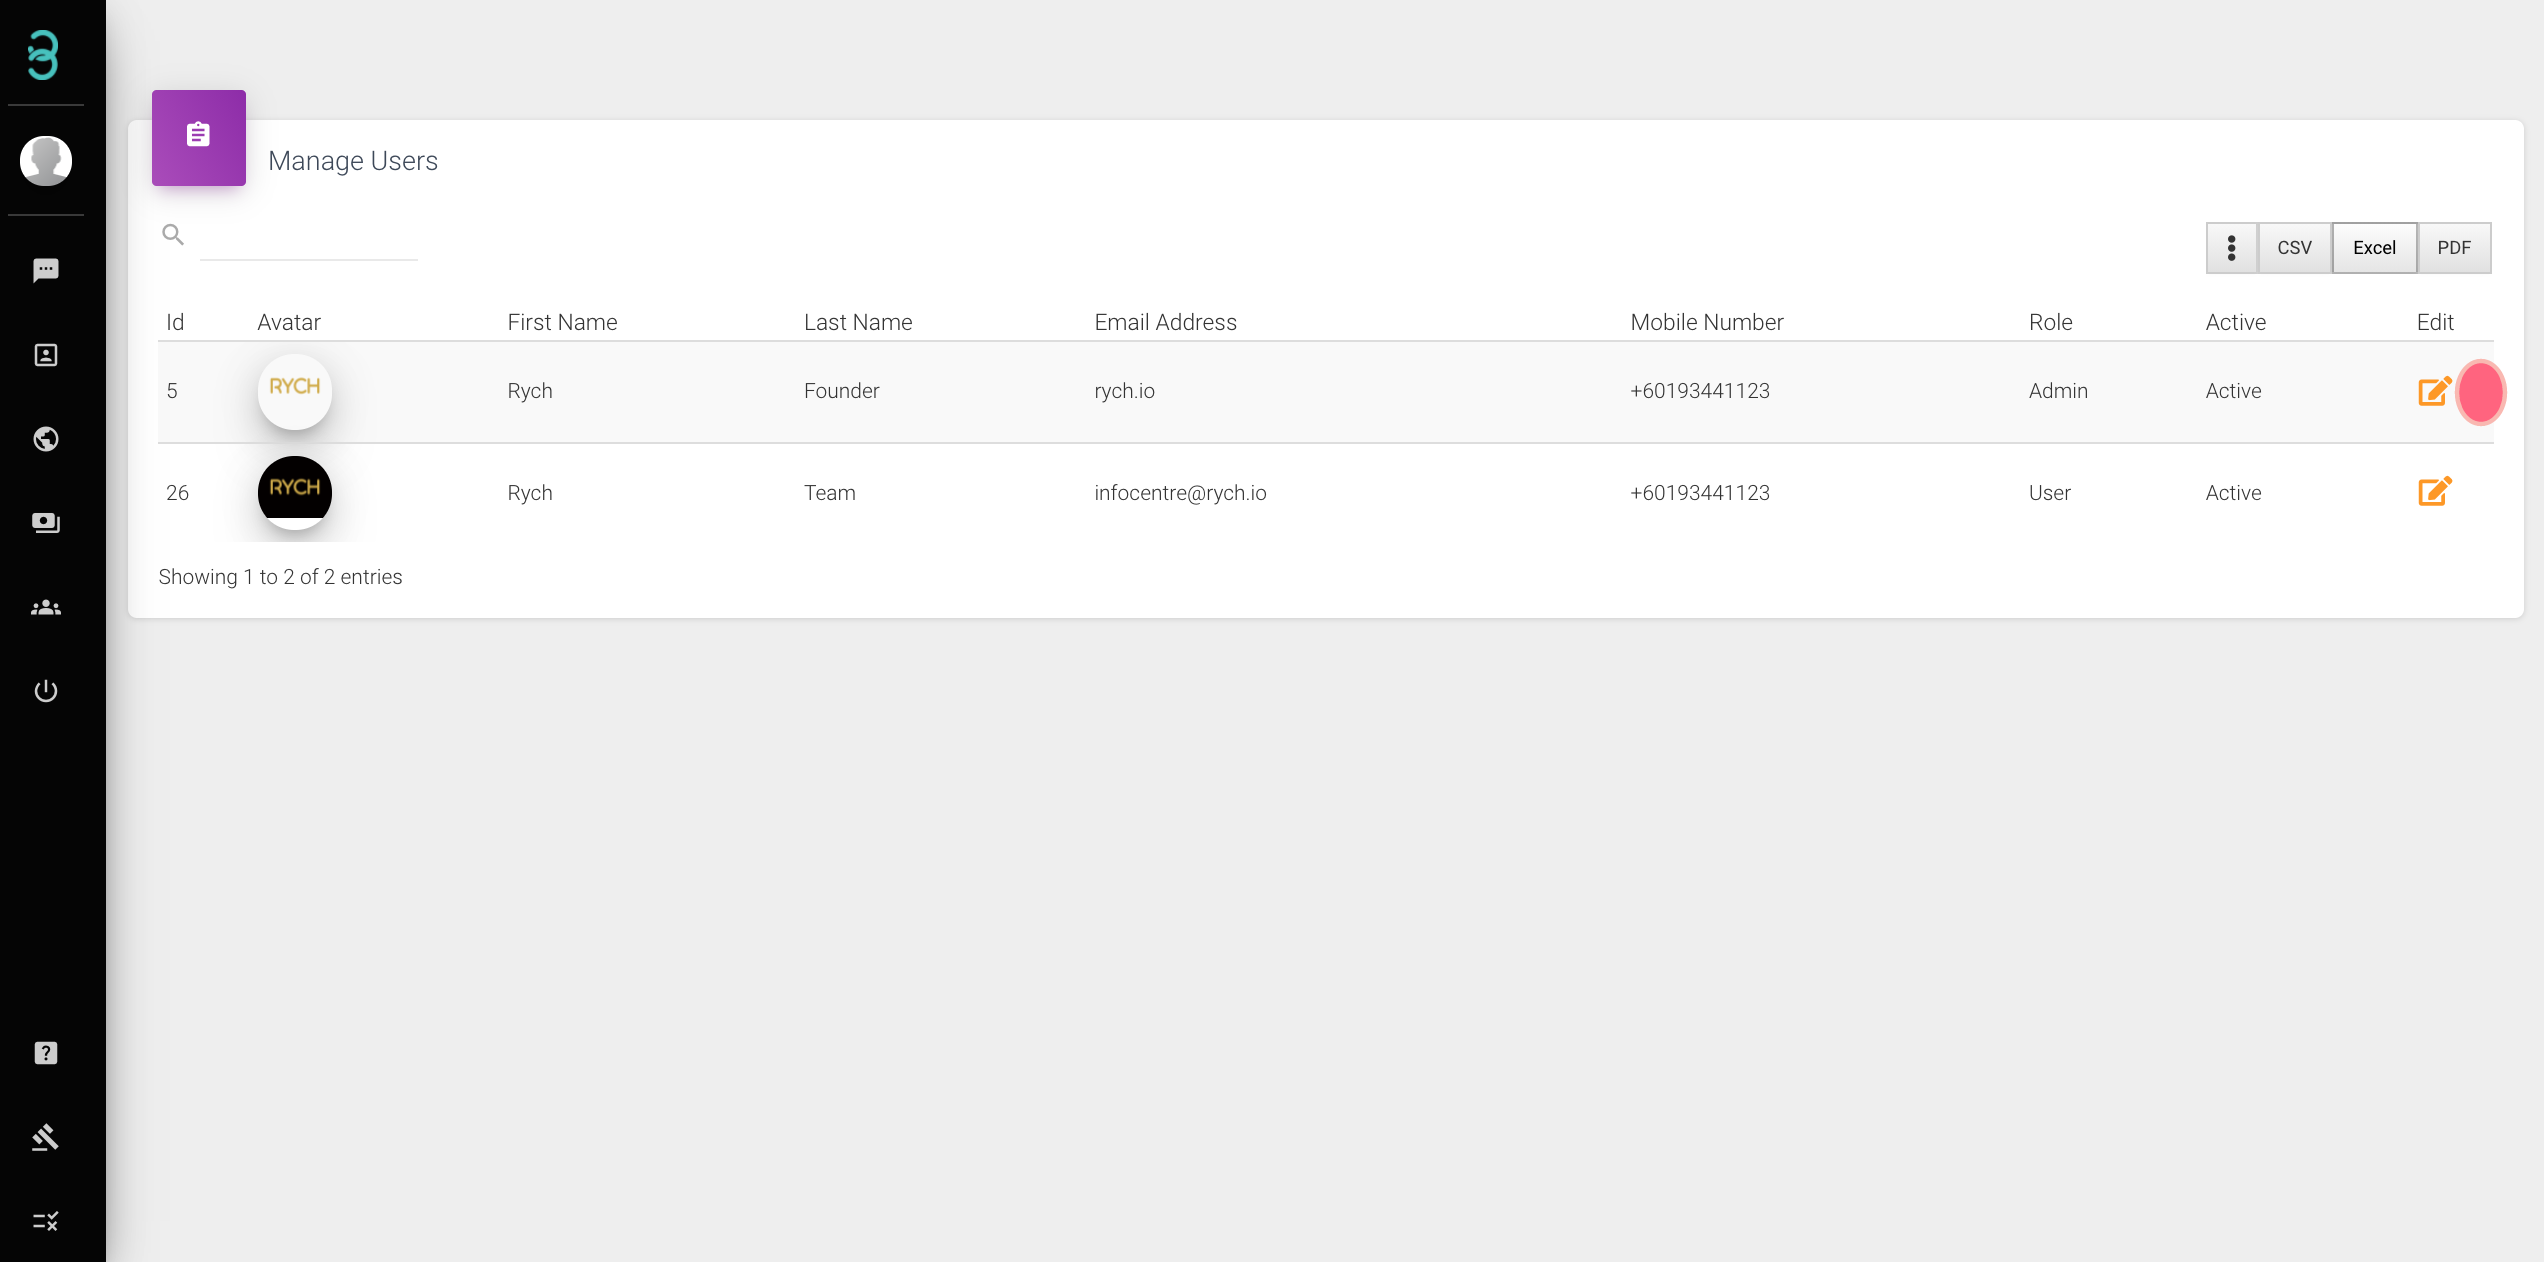 Manage Users
CSV Excel PDF
Id Avatar First Name Last Name Email Address Mobile Number Role Active Edit
5 RYCH Rych Founder rych.io +60193441123 Admin Active
26 RYCH Rych Team infocentre@rych.io +60193441123 User Active
Showing 1 to 2 of 2 entries